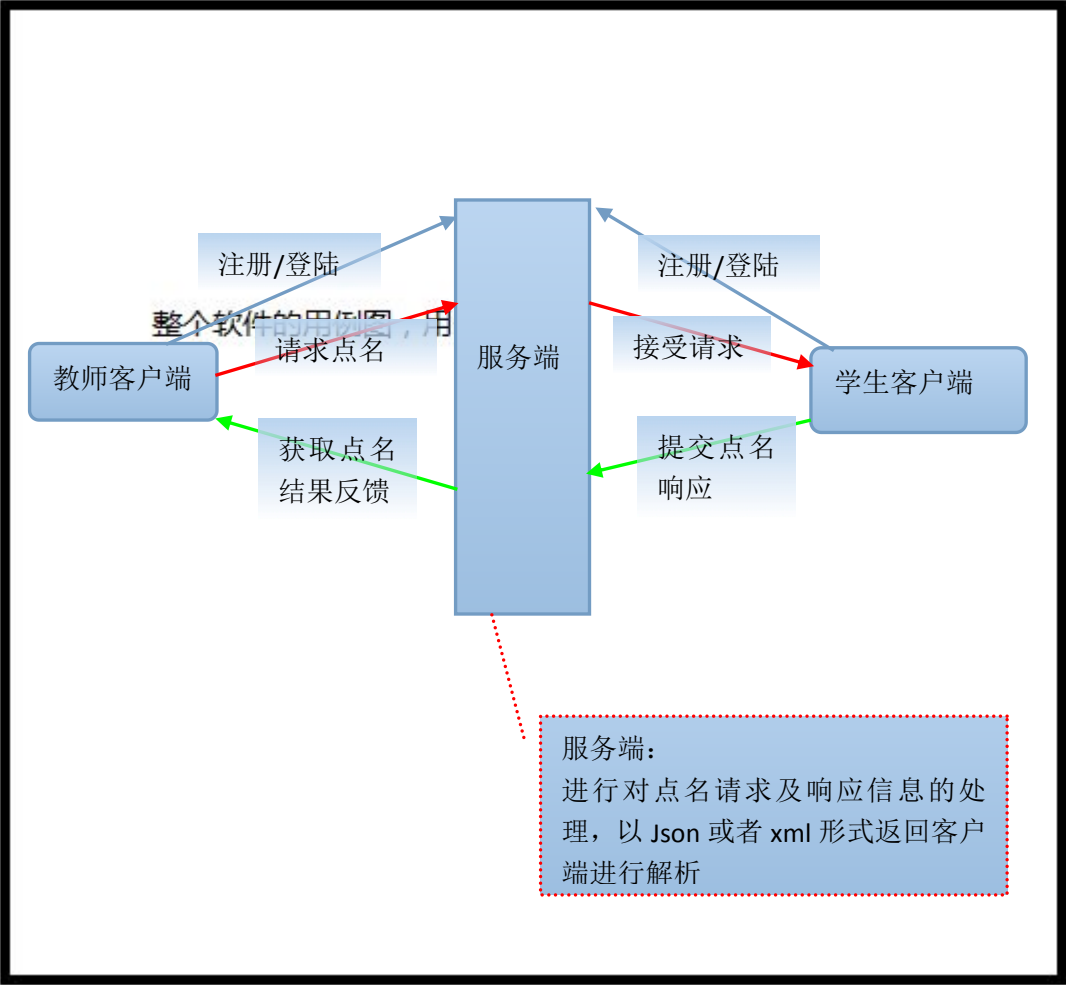 注册/登陆
注册/登陆
整个软件的用例图，用
请求点名
服务端
接受请求
教师客户端
学生客户端
获取点名
结果反馈
提交点名
响应
服务端：
进行对点名请求及响应信息的处
理，以 Json 或者 xml 形式返回客户
端进行解析